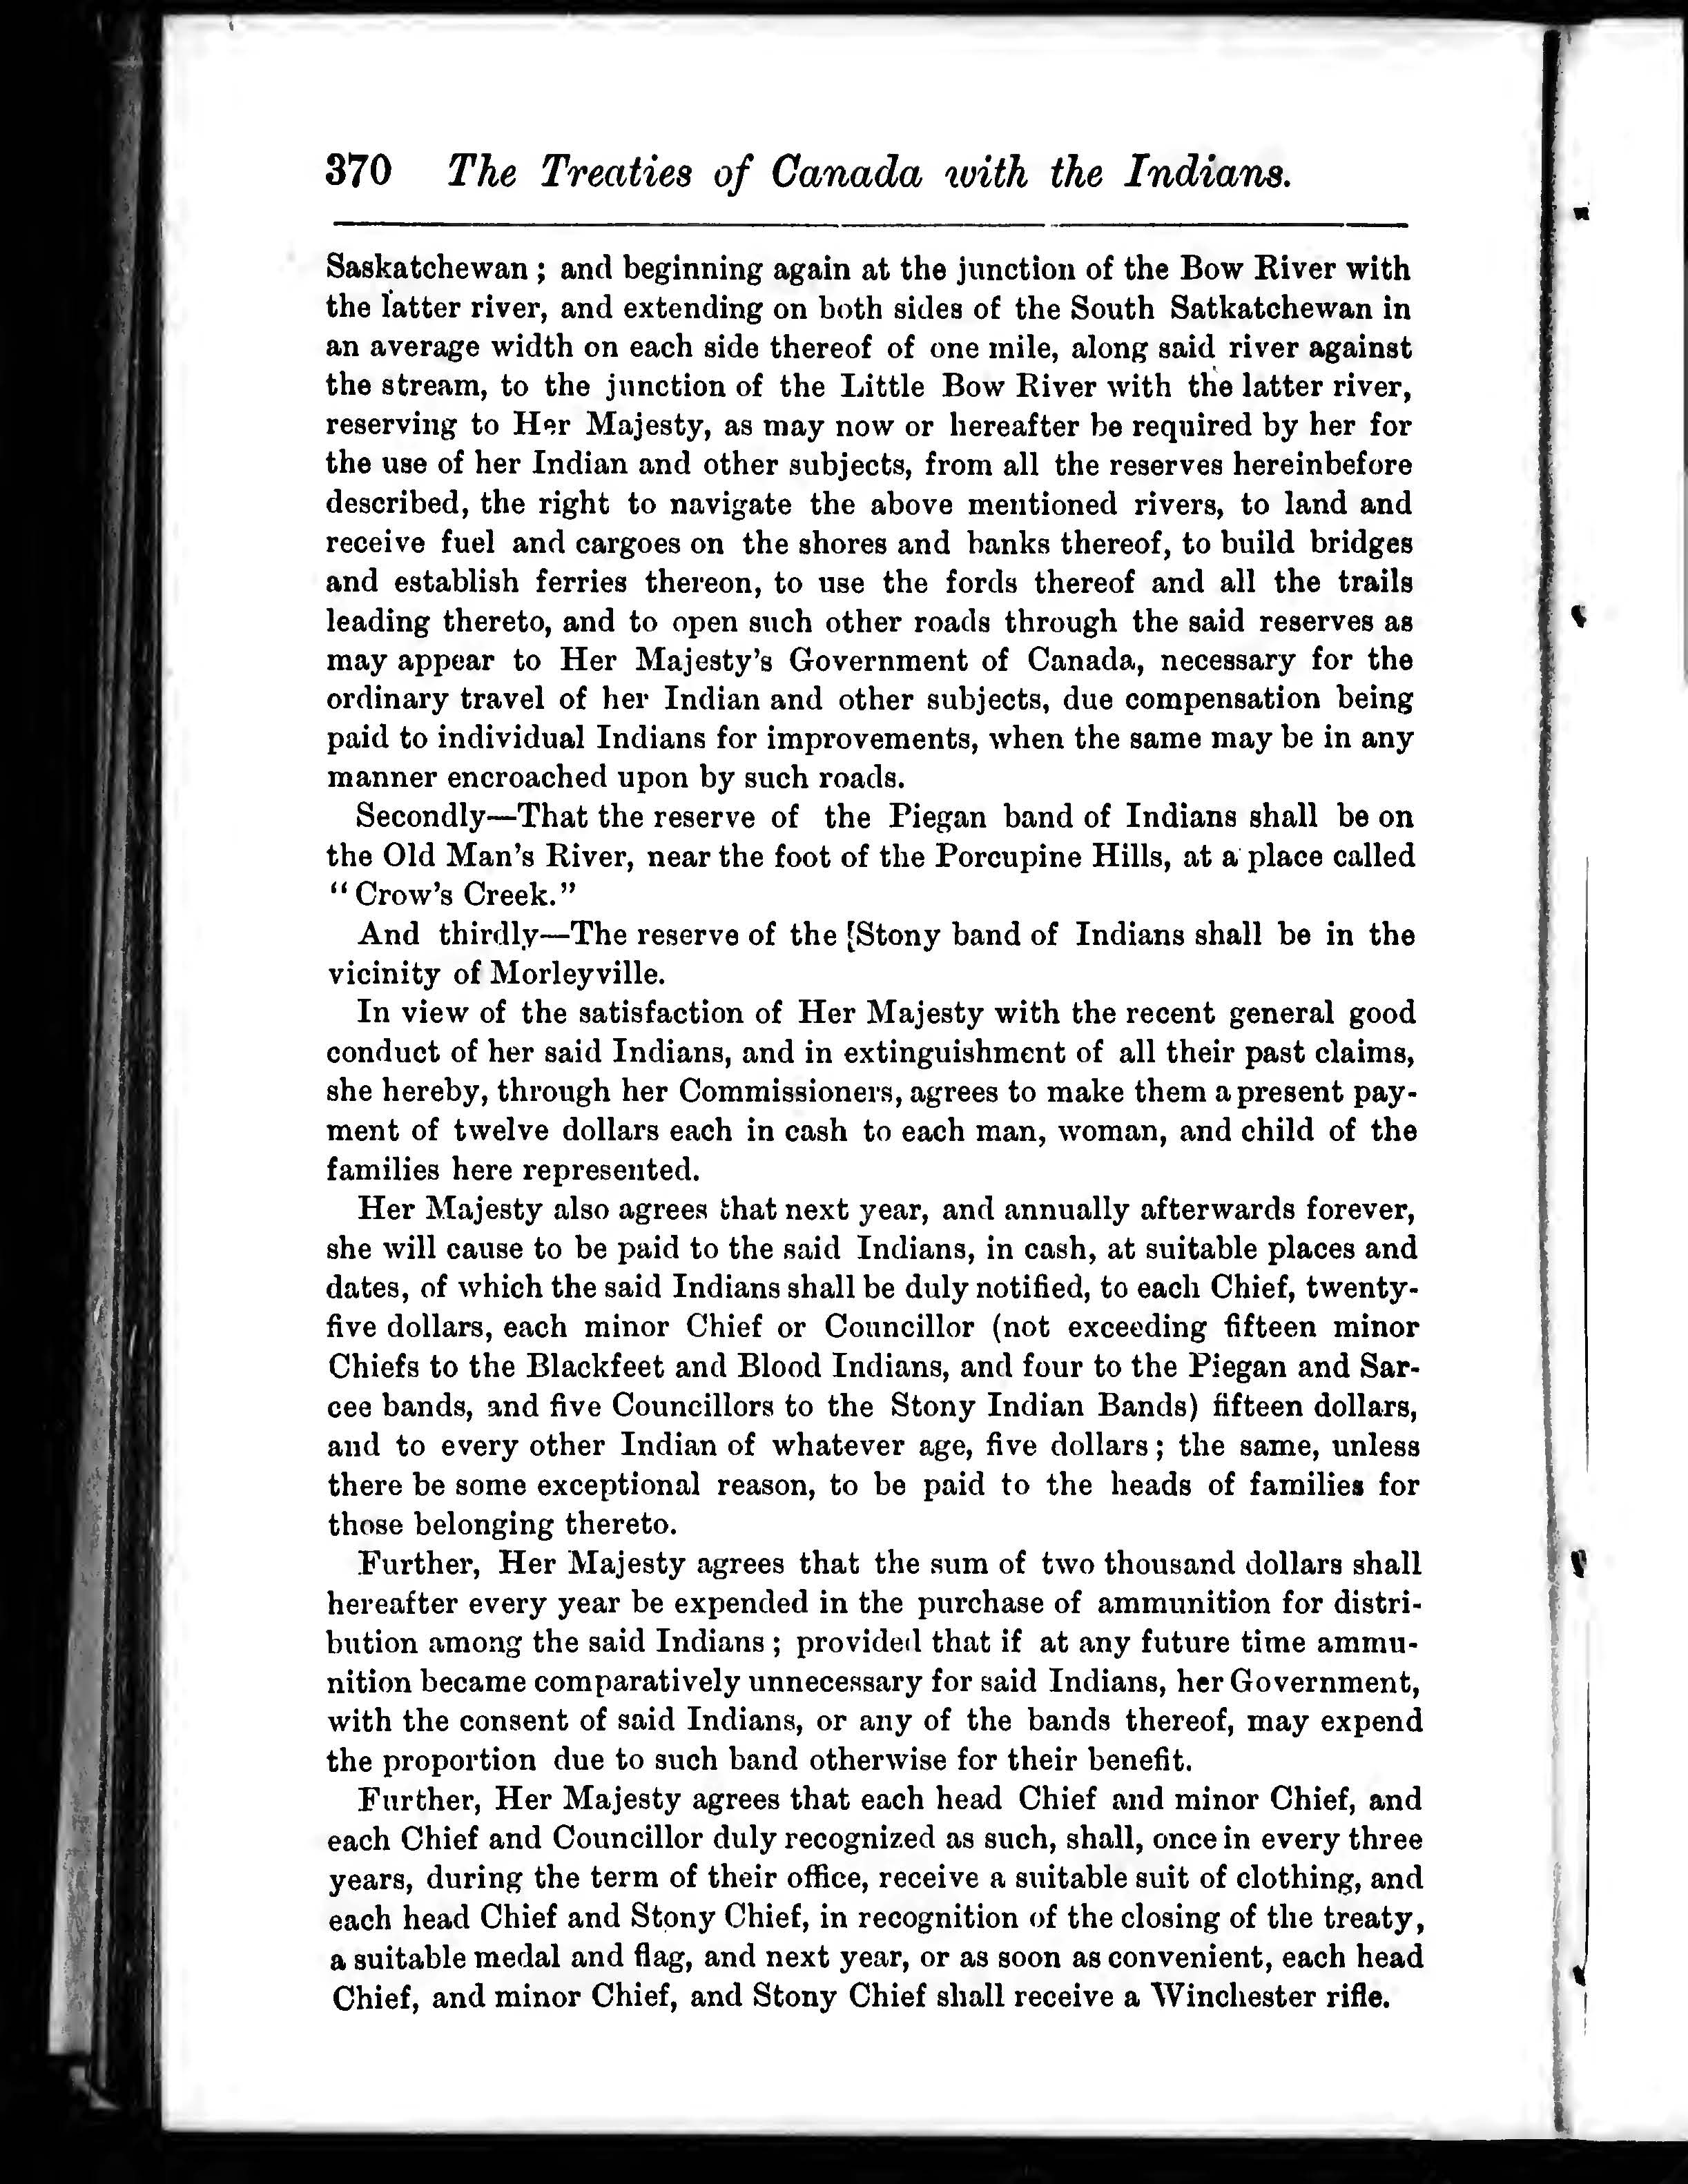 370 The Treaties of Canada with the Indians.
Saskatchewan ; and beginning again at the junction of the Bow River with
the latter river, and extending on both sides of the South Satkatchewan in
an average width on each side thereof of one mile, along said river against
the stream, to the junction of the Little Bow River with the latter river,
reserving to Her Majesty, as may now or hereafter be required by her for
the use of her Indian and other subjects, from all the reserves hereinbefore
described, the right to navigate the above mentioned rivers, to land and
receive fuel and cargoes on the shores and banks thereof, to build bridges
and establish ferries thereon, to use the fords thereof and all the trails
leading thereto, and to open such other roads through the said reserves as
may appear to Her Majesty's Government of Canada, necessary for the
ordinary travel of her Indian and other subjects, due compensation being
paid to individual Indians for improvements, when the same may be in any
manner encroached upon by such roads.
Secondly—That the reserve of the Piegan band of Indians shall be on
the Old Man's River, near the foot of the Porcupine Hills, at a place called
“ Crow's Creek.”
And thirdly—The reserve of the [Stony band of Indians shall be in the
vicinity of Morleyville.
In view of the satisfaction of Her Majesty with the recent general good
conduct of her said Indians, and in extinguishment of all their past claims,
she hereby, through her Commissioners, agrees to make them a present pay-
ment of twelve dollars each in cash to each man, woman, and child of the
families here represented.
Her Majesty also agrees that next year, and annually afterwards forever,
she will cause to be paid to the said Indians, in cash, at suitable places and
dates, of which the said Indians shall be duly notified, to each Chief, twenty-
five dollars, each minor Chief or Councillor (not exceeding fifteen minor
Chiefs to the Blackfeet and Blood Indians, and four to the Piegan and Sar-
cee bands, and five Councillors to the Stony Indian Bands) fifteen dollars,
and to every other Indian of whatever age, five dollars ; the same, unless
there be some exceptional reason, to be paid to the heads of families for
those belonging thereto.
Further, Her Majesty agrees that the sum of two thousand dollars shall
hereafter every year be expended in the purchase of ammunition for distri-
bution among the said Indians ; provided that if at any future time ammu-
nition became comparatively unnecessary for said Indians, her Government,
with the consent of said Indians, or any of the bands thereof, may expend
the proportion due to such band otherwise for their benefit.
Further, Her Majesty agrees that each head Chief and minor Chief, and
each Chief and Councillor duly recognized as such, shall, once in every three
years, during the term of their office, receive a suitable suit of clothing, and
each head Chief and Stony Chief, in recognition of the closing of the treaty,
a suitable medal and flag, and next year, or as soon as convenient, each head
Chief, and minor Chief, and Stony Chief shall receive a Winchester rifle.